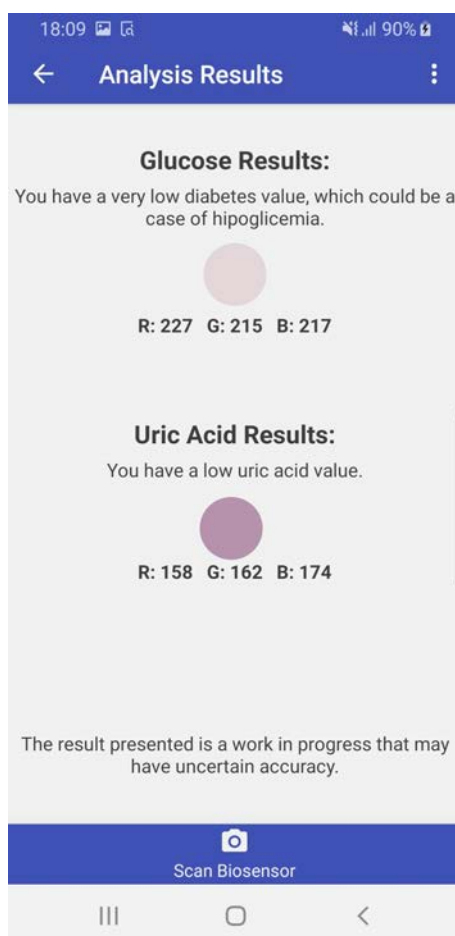 18:09 90%
Analysis Results
Glucose Results:
You have a very low diabetes value, which could be a
case of hipoglicemia.
R: 227 G: 215 B: 217
Uric Acid Results:
You have a low uric acid value.
R: 158 G: 162 B: 174
The result presented is a work in progress that may
have uncertain accuracy.
Scan Biosensor